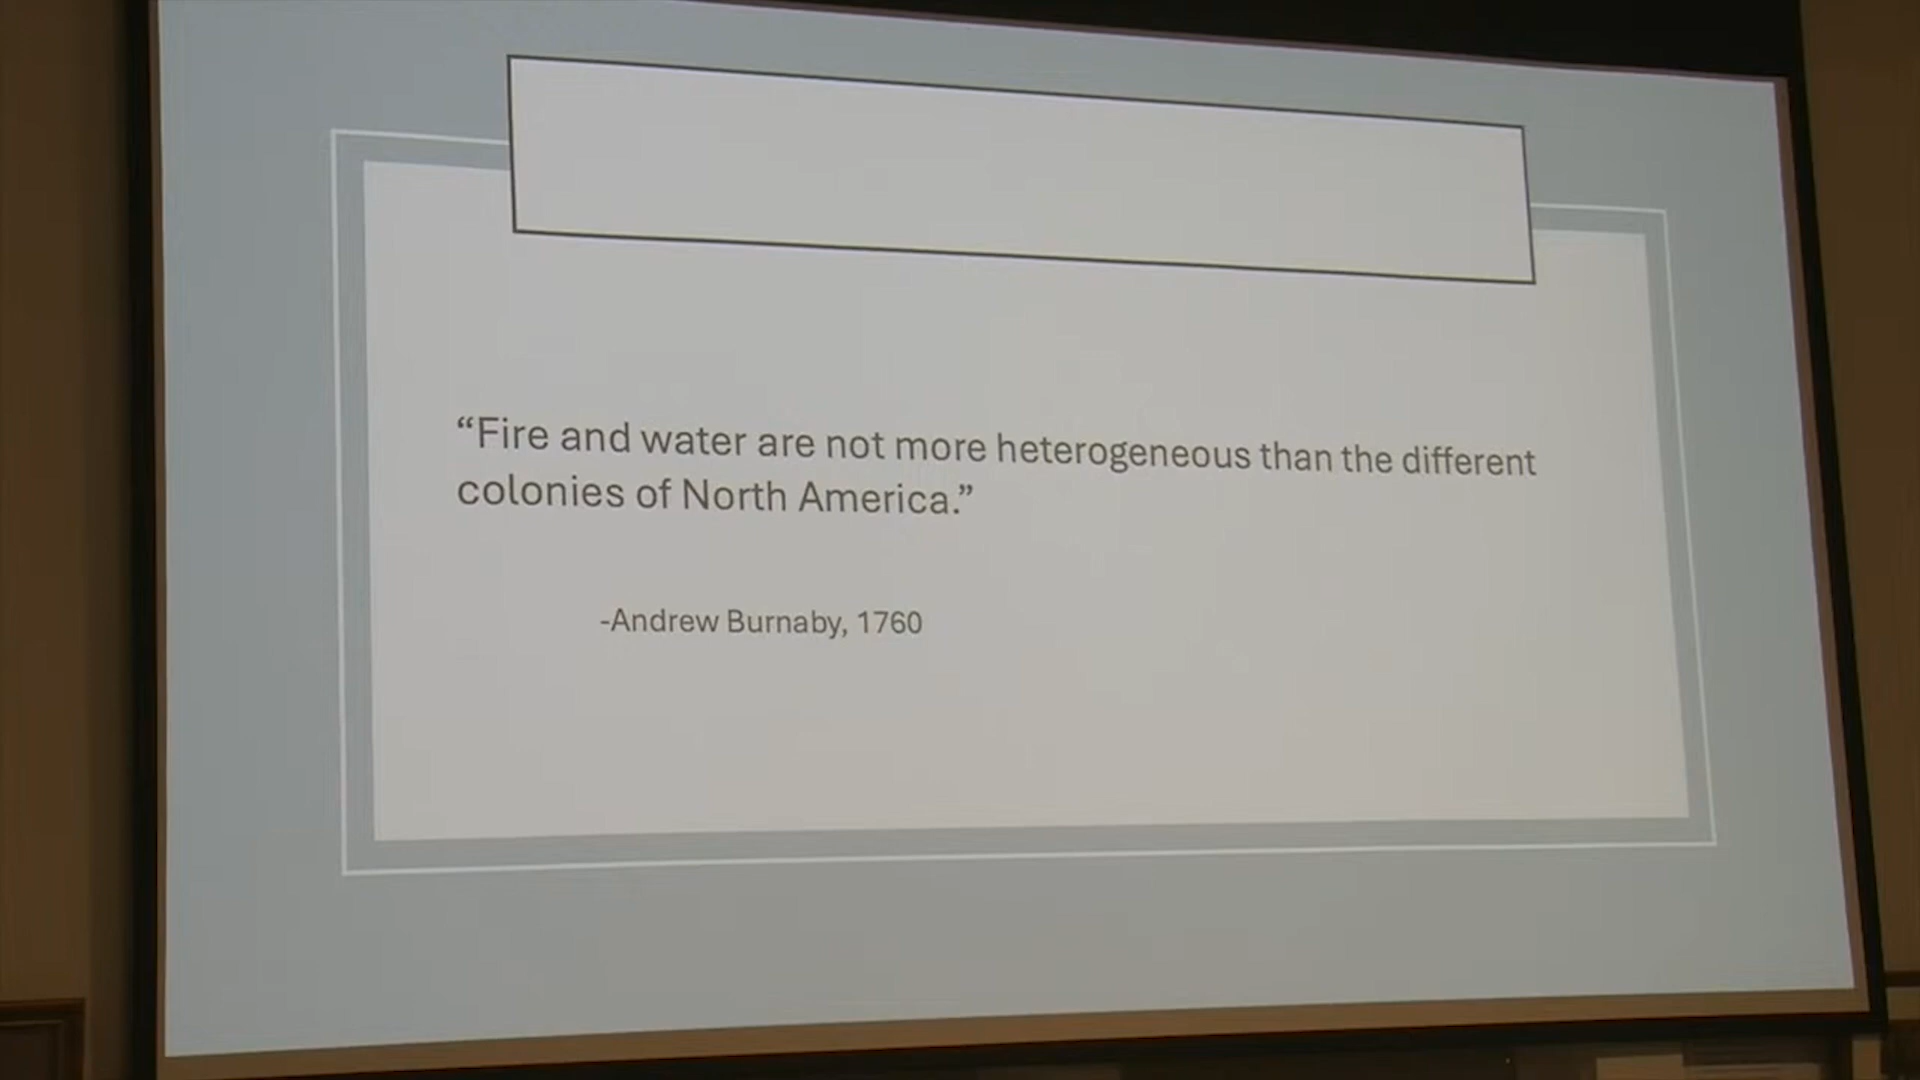 “Fire and water are not more heterogeneous than the different
colonies of North America.”
-Andrew Burnaby, 1760